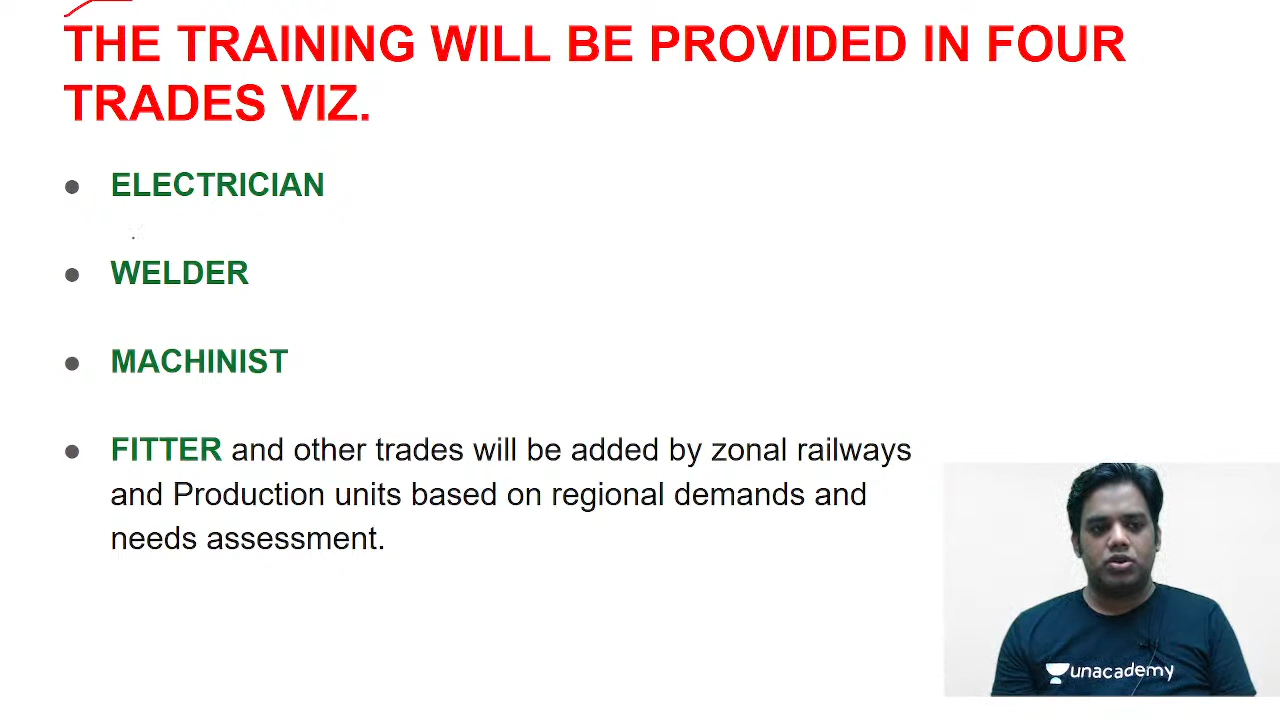 THE TRAINING WILL BE PROVIDED IN FOUR
TRADES VIZ.
ELECTRICIAN
WELDER
MACHINIST
FITTER and other trades will be added by zonal railways
and Production units based on regional demands and
needs assessment.
unacademy